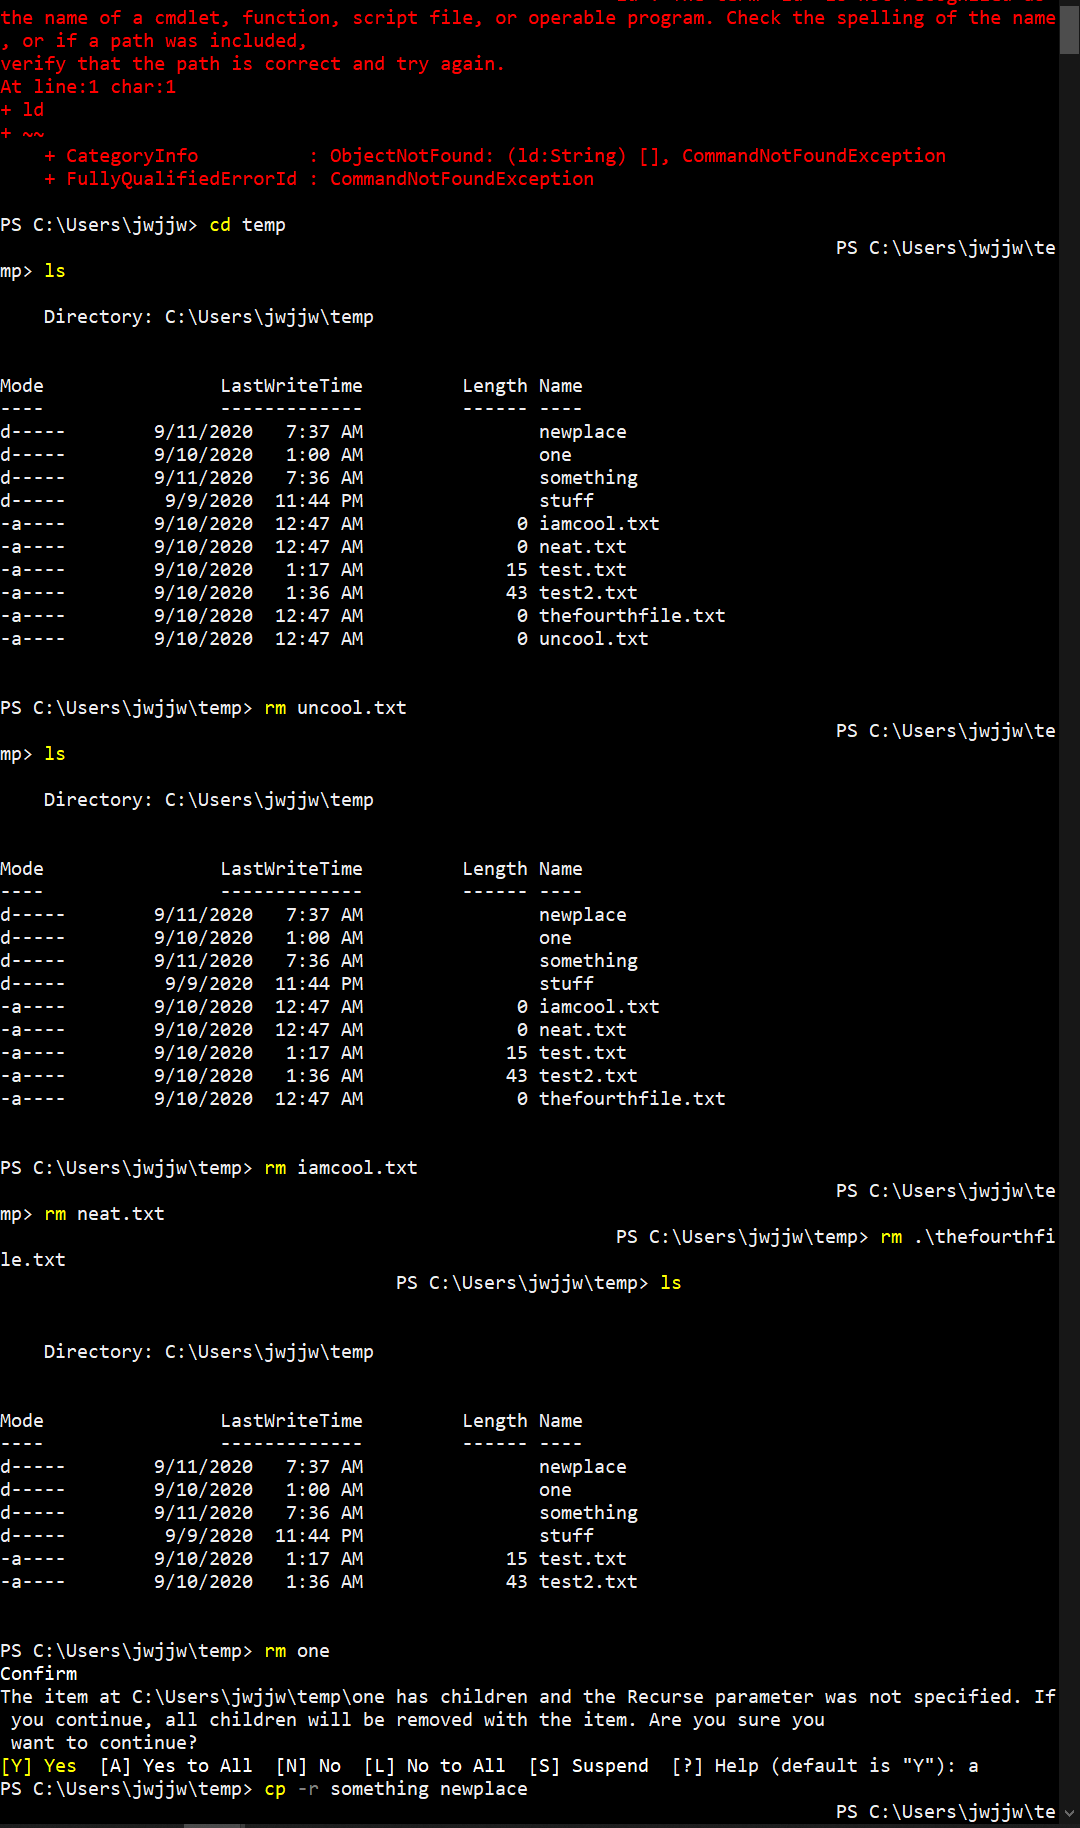 the name of a cmdlet, function, script file, or operable program. Check the spelling of the name
, or if a path was included,
verify that the path is correct and try again.
At line:1 char:1
+ ld
+ ~~
    + CategoryInfo          : ObjectNotFound: (ld:String) [], CommandNotFoundException
    + FullyQualifiedErrorId : CommandNotFoundException
PS C:\Users\jwjjw> cd temp
PS C:\Users\jwjjw\te
mp> ls
    Directory: C:\Users\jwjjw\temp
Mode                LastWriteTime         Length Name
----                -------------         ------ ----
d-----        9/11/2020   7:37 AM                newplace
d-----        9/10/2020   1:00 AM                one
d-----        9/11/2020   7:36 AM                something
d-----         9/9/2020  11:44 PM                stuff
-a----        9/10/2020  12:47 AM              0 iamcool.txt
-a----        9/10/2020  12:47 AM              0 neat.txt
-a----        9/10/2020   1:17 AM             15 test.txt
-a----        9/10/2020   1:36 AM             43 test2.txt
-a----        9/10/2020  12:47 AM              0 thefourthfile.txt
-a----        9/10/2020  12:47 AM              0 uncool.txt
PS C:\Users\jwjjw\temp> rm uncool.txt
PS C:\Users\jwjjw\te
mp> ls
    Directory: C:\Users\jwjjw\temp
Mode                LastWriteTime         Length Name
----                -------------         ------ ----
d-----        9/11/2020   7:37 AM                newplace
d-----        9/10/2020   1:00 AM                one
d-----        9/11/2020   7:36 AM                something
d-----         9/9/2020  11:44 PM                stuff
-a----        9/10/2020  12:47 AM              0 iamcool.txt
-a----        9/10/2020  12:47 AM              0 neat.txt
-a----        9/10/2020   1:17 AM             15 test.txt
-a----        9/10/2020   1:36 AM             43 test2.txt
-a----        9/10/2020  12:47 AM              0 thefourthfile.txt
PS C:\Users\jwjjw\temp> rm iamcool.txt
PS C:\Users\jwjjw\te
mp> rm neat.txt
PS C:\Users\jwjjw\temp> rm .\thefourthfi
le.txt
PS C:\Users\jwjjw\temp> ls
    Directory: C:\Users\jwjjw\temp
Mode                LastWriteTime         Length Name
----                -------------         ------ ----
d-----        9/11/2020   7:37 AM                newplace
d-----        9/10/2020   1:00 AM                one
d-----        9/11/2020   7:36 AM                something
d-----         9/9/2020  11:44 PM                stuff
-a----        9/10/2020   1:17 AM             15 test.txt
-a----        9/10/2020   1:36 AM             43 test2.txt
PS C:\Users\jwjjw\temp> rm one
Confirm
The item at C:\Users\jwjjw\temp\one has children and the Recurse parameter was not specified. If
 you continue, all children will be removed with the item. Are you sure you
 want to continue?
[Y] Yes  [A] Yes to All  [N] No  [L] No to All  [S] Suspend  [?] Help (default is "Y"): a
PS C:\Users\jwjjw\temp> cp -r something newplace
PS C:\Users\jwjjw\te